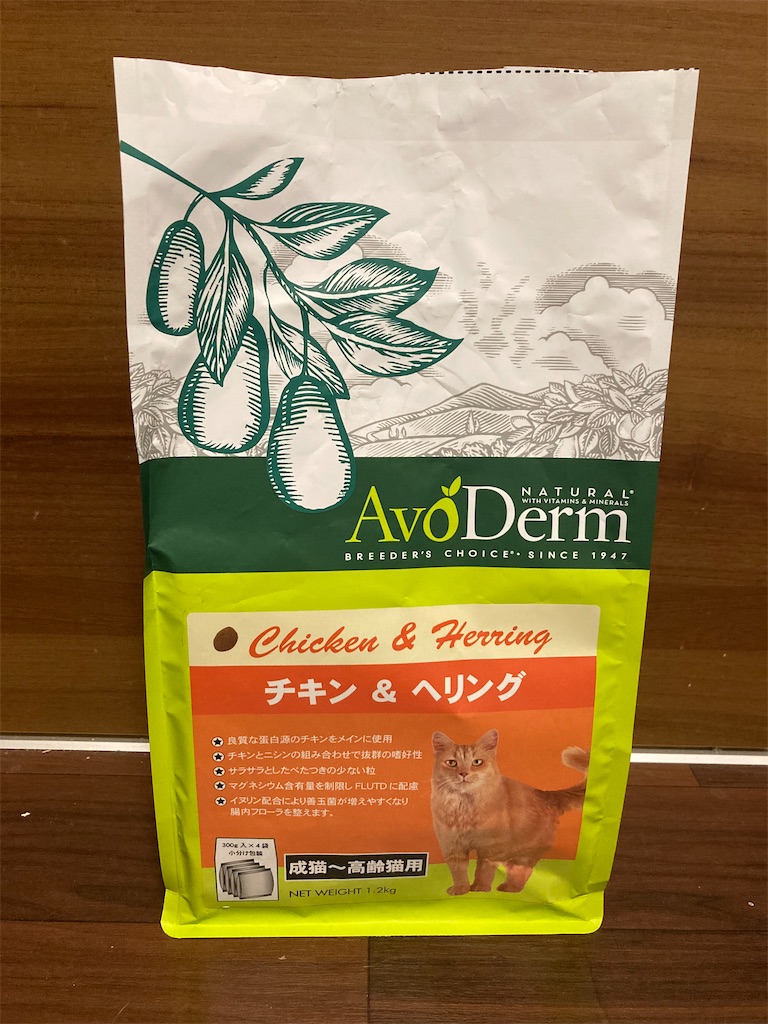 NATURAL®
WITH VITAMINS & MINERALS
AvoDerm
BREEDER'S CHOICE®• SINCE 1947
Chicken & Herring
チキン & ヘリング
良質な蛋白源のチキンをメインに使用
チキンとニシンの組み合わせで抜群の嗜好性
サラサラとしたべたつきの少ない粒
マグネシウム含有量を制限しFLUTDに配慮
イヌリン配合により善玉菌が増えやすくなり
腸内フローラを整えます。
300g入×4袋
小分け包装
成猫〜高齢猫用
NET WEIGHT 1.2kg